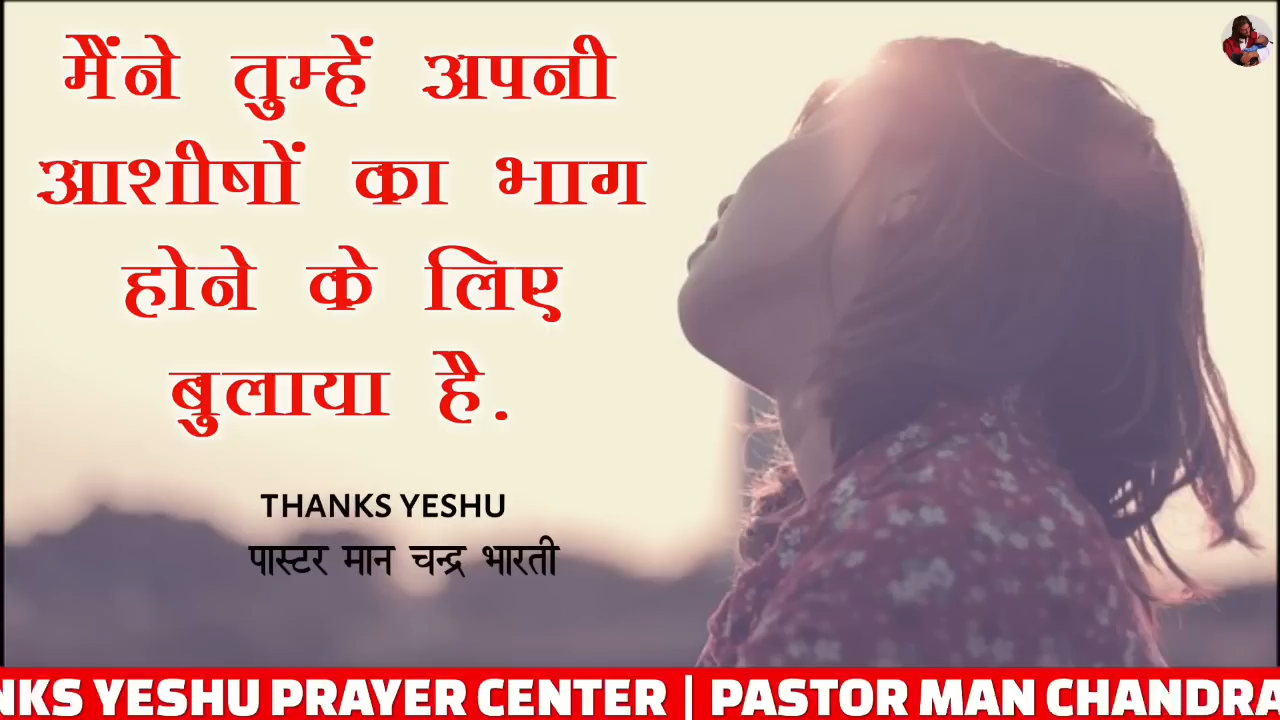 मैंने तुम्हें अपनी
आशीषों का भाग
होने के लिए
बुलाया है.
THANKS YESHU
पास्टर मान चन्द्र भारती
NKS YESHU PRAYER CENTER | PASTOR MAN CHANDRA